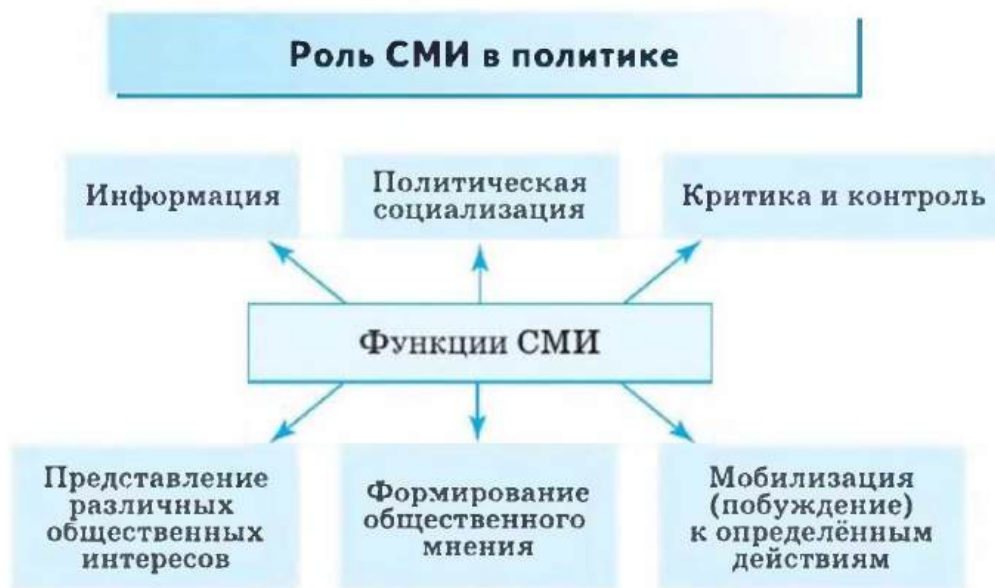 Роль СМИ в политике
Информация
Политическая
социализация
Критика и контроль
Функции СМИ
Представление
различных
общественных
интересов
Формирование
общественного
мнения
Мобилизация
(побуждение)
к определённым
действиям